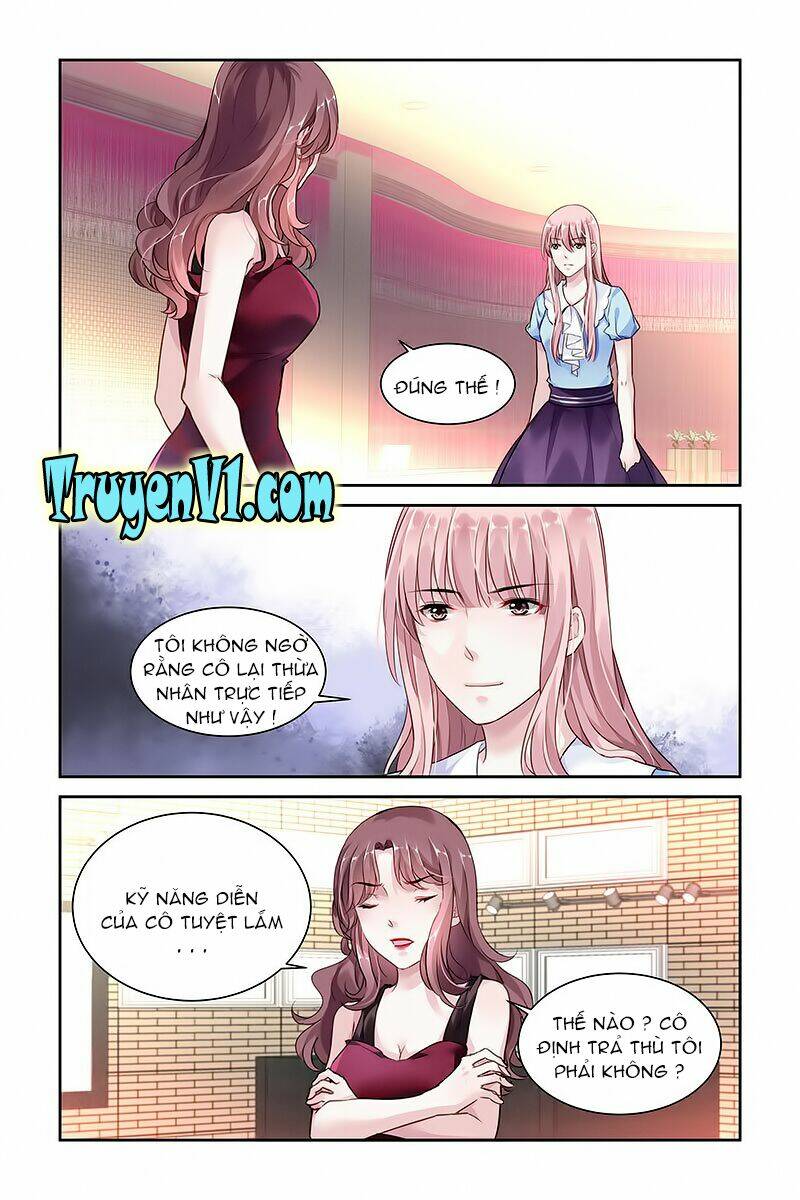 ĐÚNG THẾ !
TruyenV1.com
TÔI KHÔNG NGỜ
RẰNG CÔ LẠI THỪA
NHÂN TRỰC TIẾP
NHƯ VẬY !
KỸ NĂNG DIỄN
CỦA CÔ TUYỆT LẮM
. . .
THẾ NÀO ? CÔ
ĐỊNH TRẢ THÙ TÔI
PHẢI KHÔNG ?